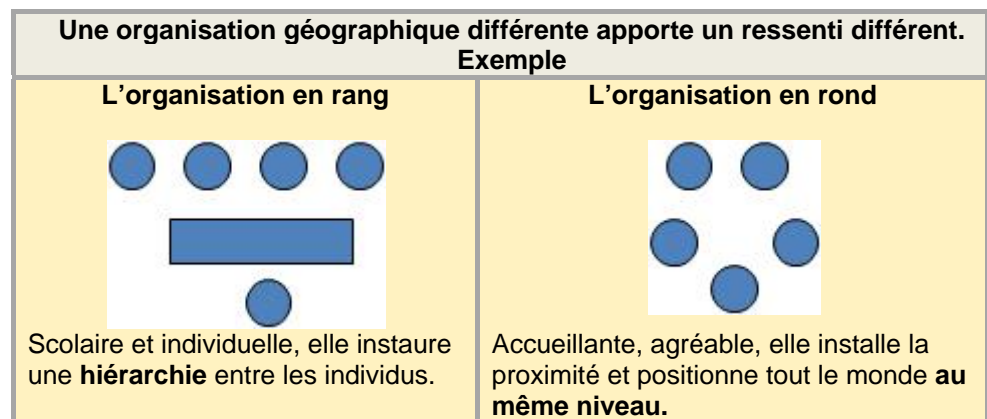 Une organisation géographique différente apporte un ressenti différent.
Exemple
L'organisation en rang
Scolaire et individuelle, elle instaure
une hiérarchie entre les individus.
L'organisation en rond
Accueillante, agréable, elle installe la
proximité et positionne tout le monde au
même niveau.